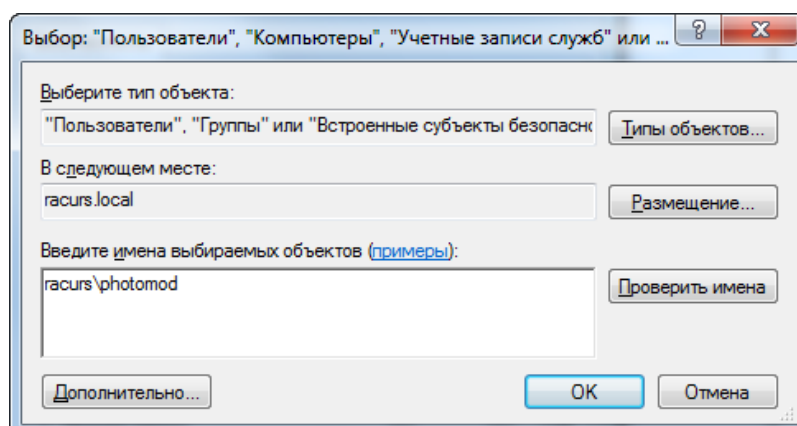 Выбор: "Пользователи", "Компьютеры", "Учетные записи служб" или ...
Выберите тип объекта:
"Пользователи", "Группы" или "Встроенные субъекты
Типы объектов...
В следующем месте:
racurs.local
Размещение...
Введите имена выбираемых объектов (примеры):
racurs\photomod
Проверить имена
Дополнительно...
OK
Отмена